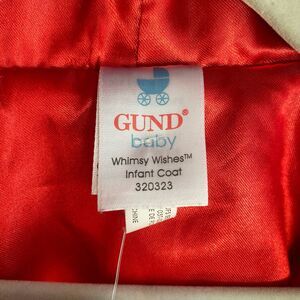 GUND®
baby
Whimsy Wishes™
Infant Coat
320323